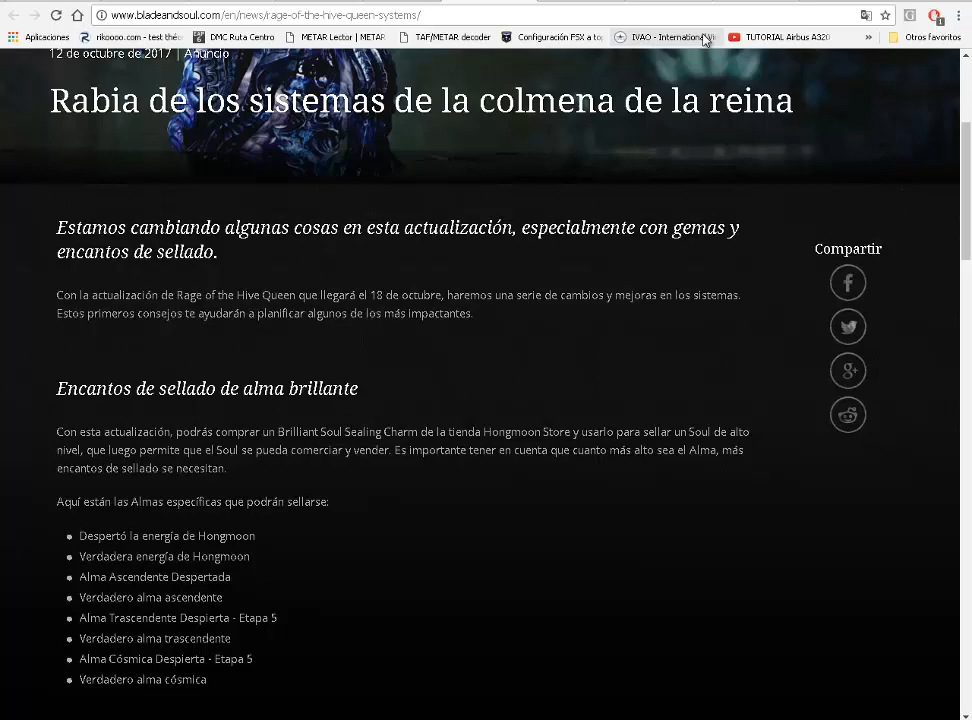 www.bladeandsoul.com/en/news/rage-of-the-hive-queen-systems/
Aplicaciones rikoooo.com - test thé DMC Ruta Centro METAR Lector | METAR TAF/METAR decoder Configuración FSX a to IVAO - International TUTORIAL Airbus A320 » Otros favoritos
12 de octubre de 2017 | Anuncio
Rabia de los sistemas de la colmena de la reina
Estamos cambiando algunas cosas en esta actualización, especialmente con gemas y
encantos de sellado.
Compartir
Con la actualización de Rage of the Hive Queen que llegará el 18 de octubre, haremos una serie de cambios y mejoras en los sistemas.
Estos primeros consejos te ayudarán a planificar algunos de los más impactantes.
Encantos de sellado de alma brillante
Con esta actualización, podrás comprar un Brilliant Soul Sealing Charm de la tienda Hongmoon Store y usarlo para sellar un Soul de alto
nivel, que luego permite que el Soul se pueda comerciar y vender. Es importante tener en cuenta que cuanto más alto sea el Alma, más
encantos de sellado se necesitan.
Aquí están las Almas específicas que podrán sellarse:
Despertó la energía de Hongmoon
Verdadera energía de Hongmoon
Alma Ascendente Despertada
Verdadero alma ascendente
Alma Trascendente Despierta - Etapa 5
Verdadero alma trascendente
Alma Cósmica Despierta - Etapa 5
Verdadero alma cósmica